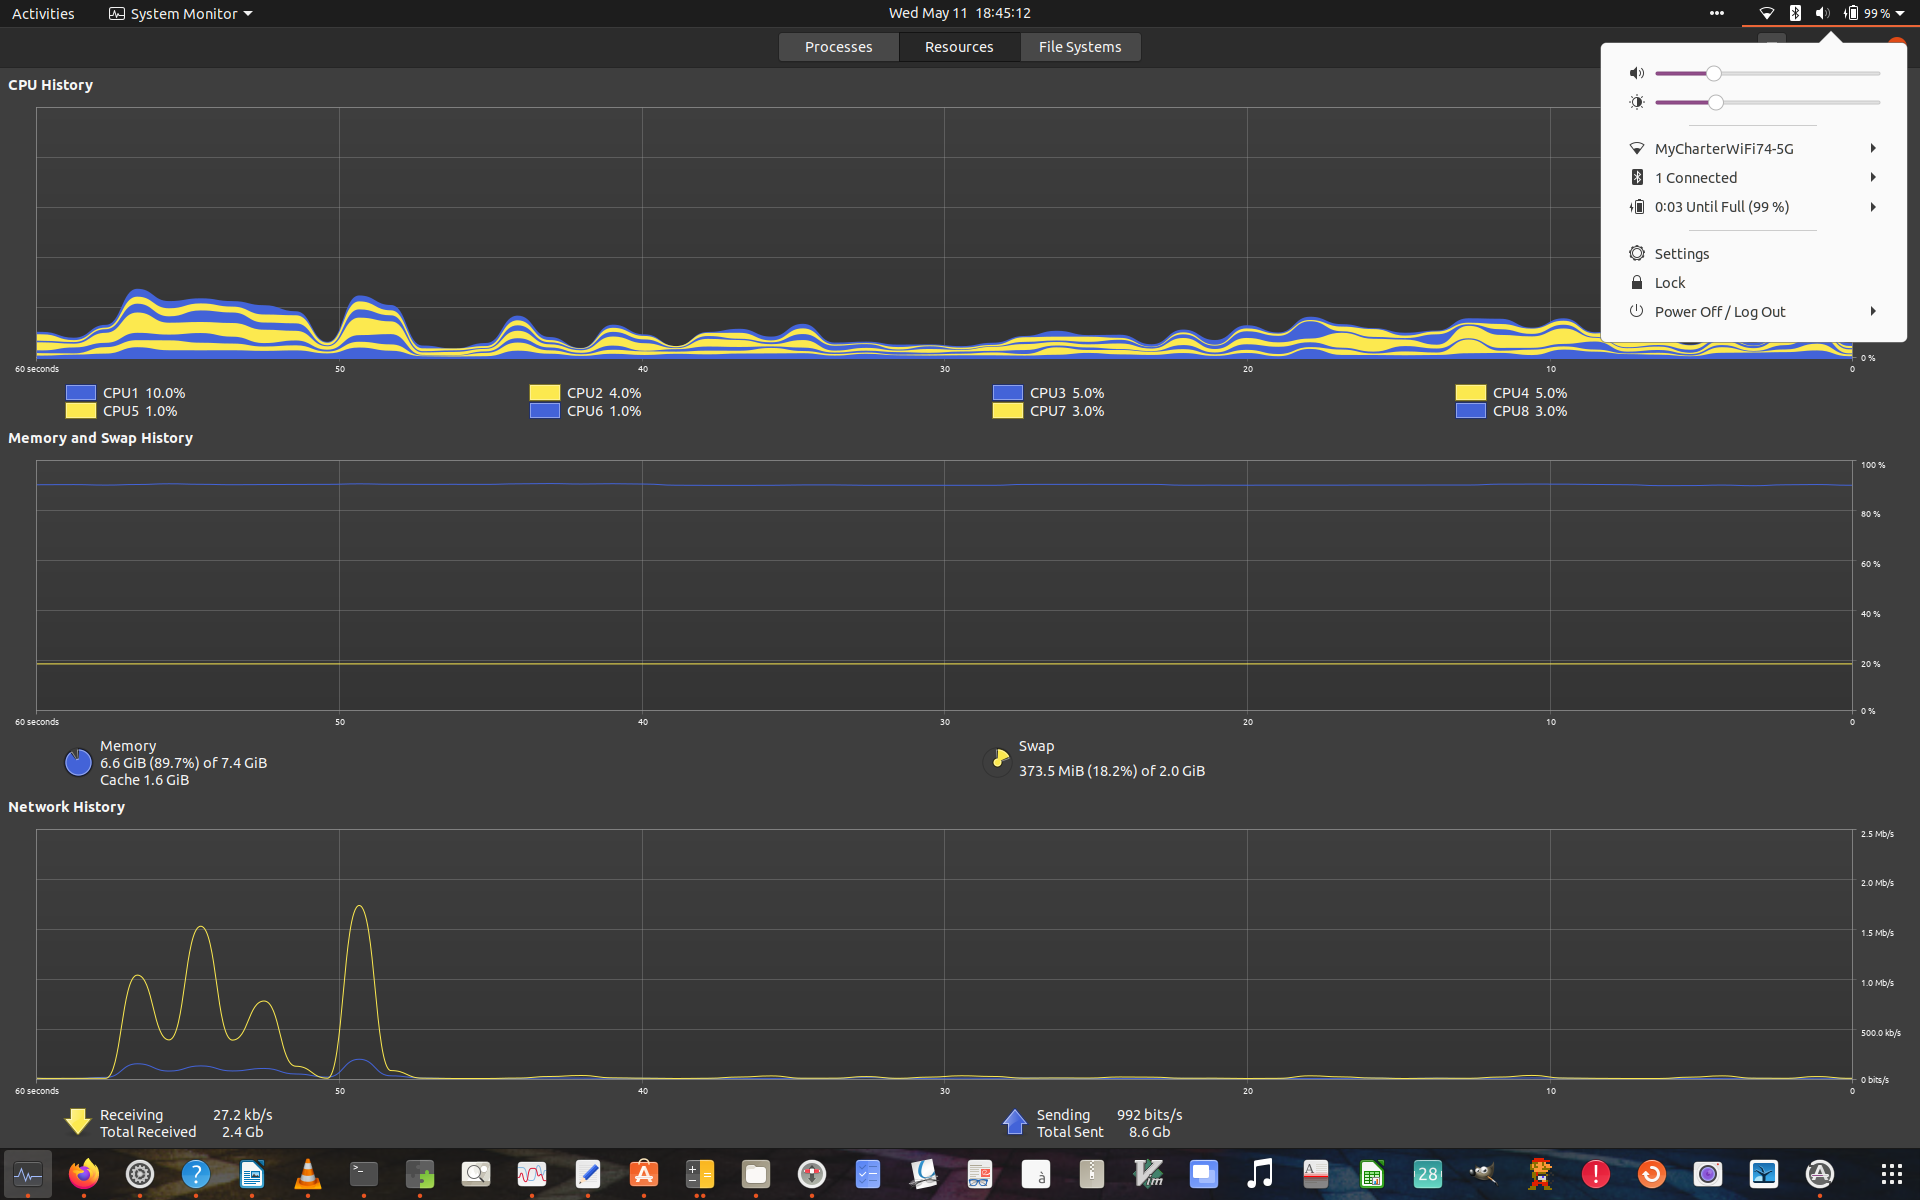 Activities
System Monitor
Wed May 11 18:45:12
99 %
Processes
Resources
File Systems
CPU History
MyCharterWiFi74-5G
1 Connected
0:03 Until Full (99 %)
Settings
Lock
Power Off / Log Out
0 %
60 seconds 50 40 30 20 10 0
CPU1 10.0% CPU2 4.0% CPU3 5.0% CPU4 5.0%
CPU5 1.0% CPU6 1.0% CPU7 3.0% CPU8 3.0%
Memory and Swap History
100 %
80 %
60 %
40 %
20 %
0 %
60 seconds 50 40 30 20 10 0
Memory
6.6 GiB (89.7%) of 7.4 GiB
Cache 1.6 GiB
Swap
373.5 MiB (18.2%) of 2.0 GiB
Network History
2.5 Mb/s
2.0 Mb/s
1.5 Mb/s
1.0 Mb/s
500.0 kb/s
0 bits/s
60 seconds 50 40 30 20 10 0
Receiving 27.2 kb/s
Total Received 2.4 Gb
Sending 992 bits/s
Total Sent 8.6 Gb
?
>_
à
Vim
A
28
!